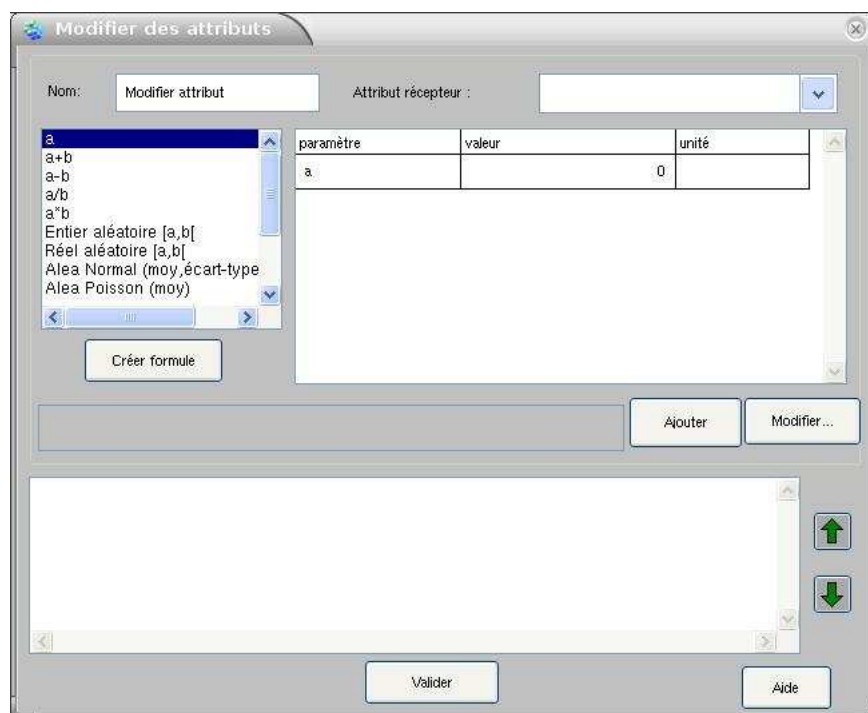 Modifier des attributs
Nom: Modifier attribut Attribut récepteur :
a
a+b
a-b
a/b
a*b
Entier aléatoire [a,b[
Réel aléatoire [a,b[
Alea Normal (moy,écart-type
Alea Poisson (moy)
paramètre valeur unité
a 0
Créer formule
Ajouter Modifier...
Valider
Aide